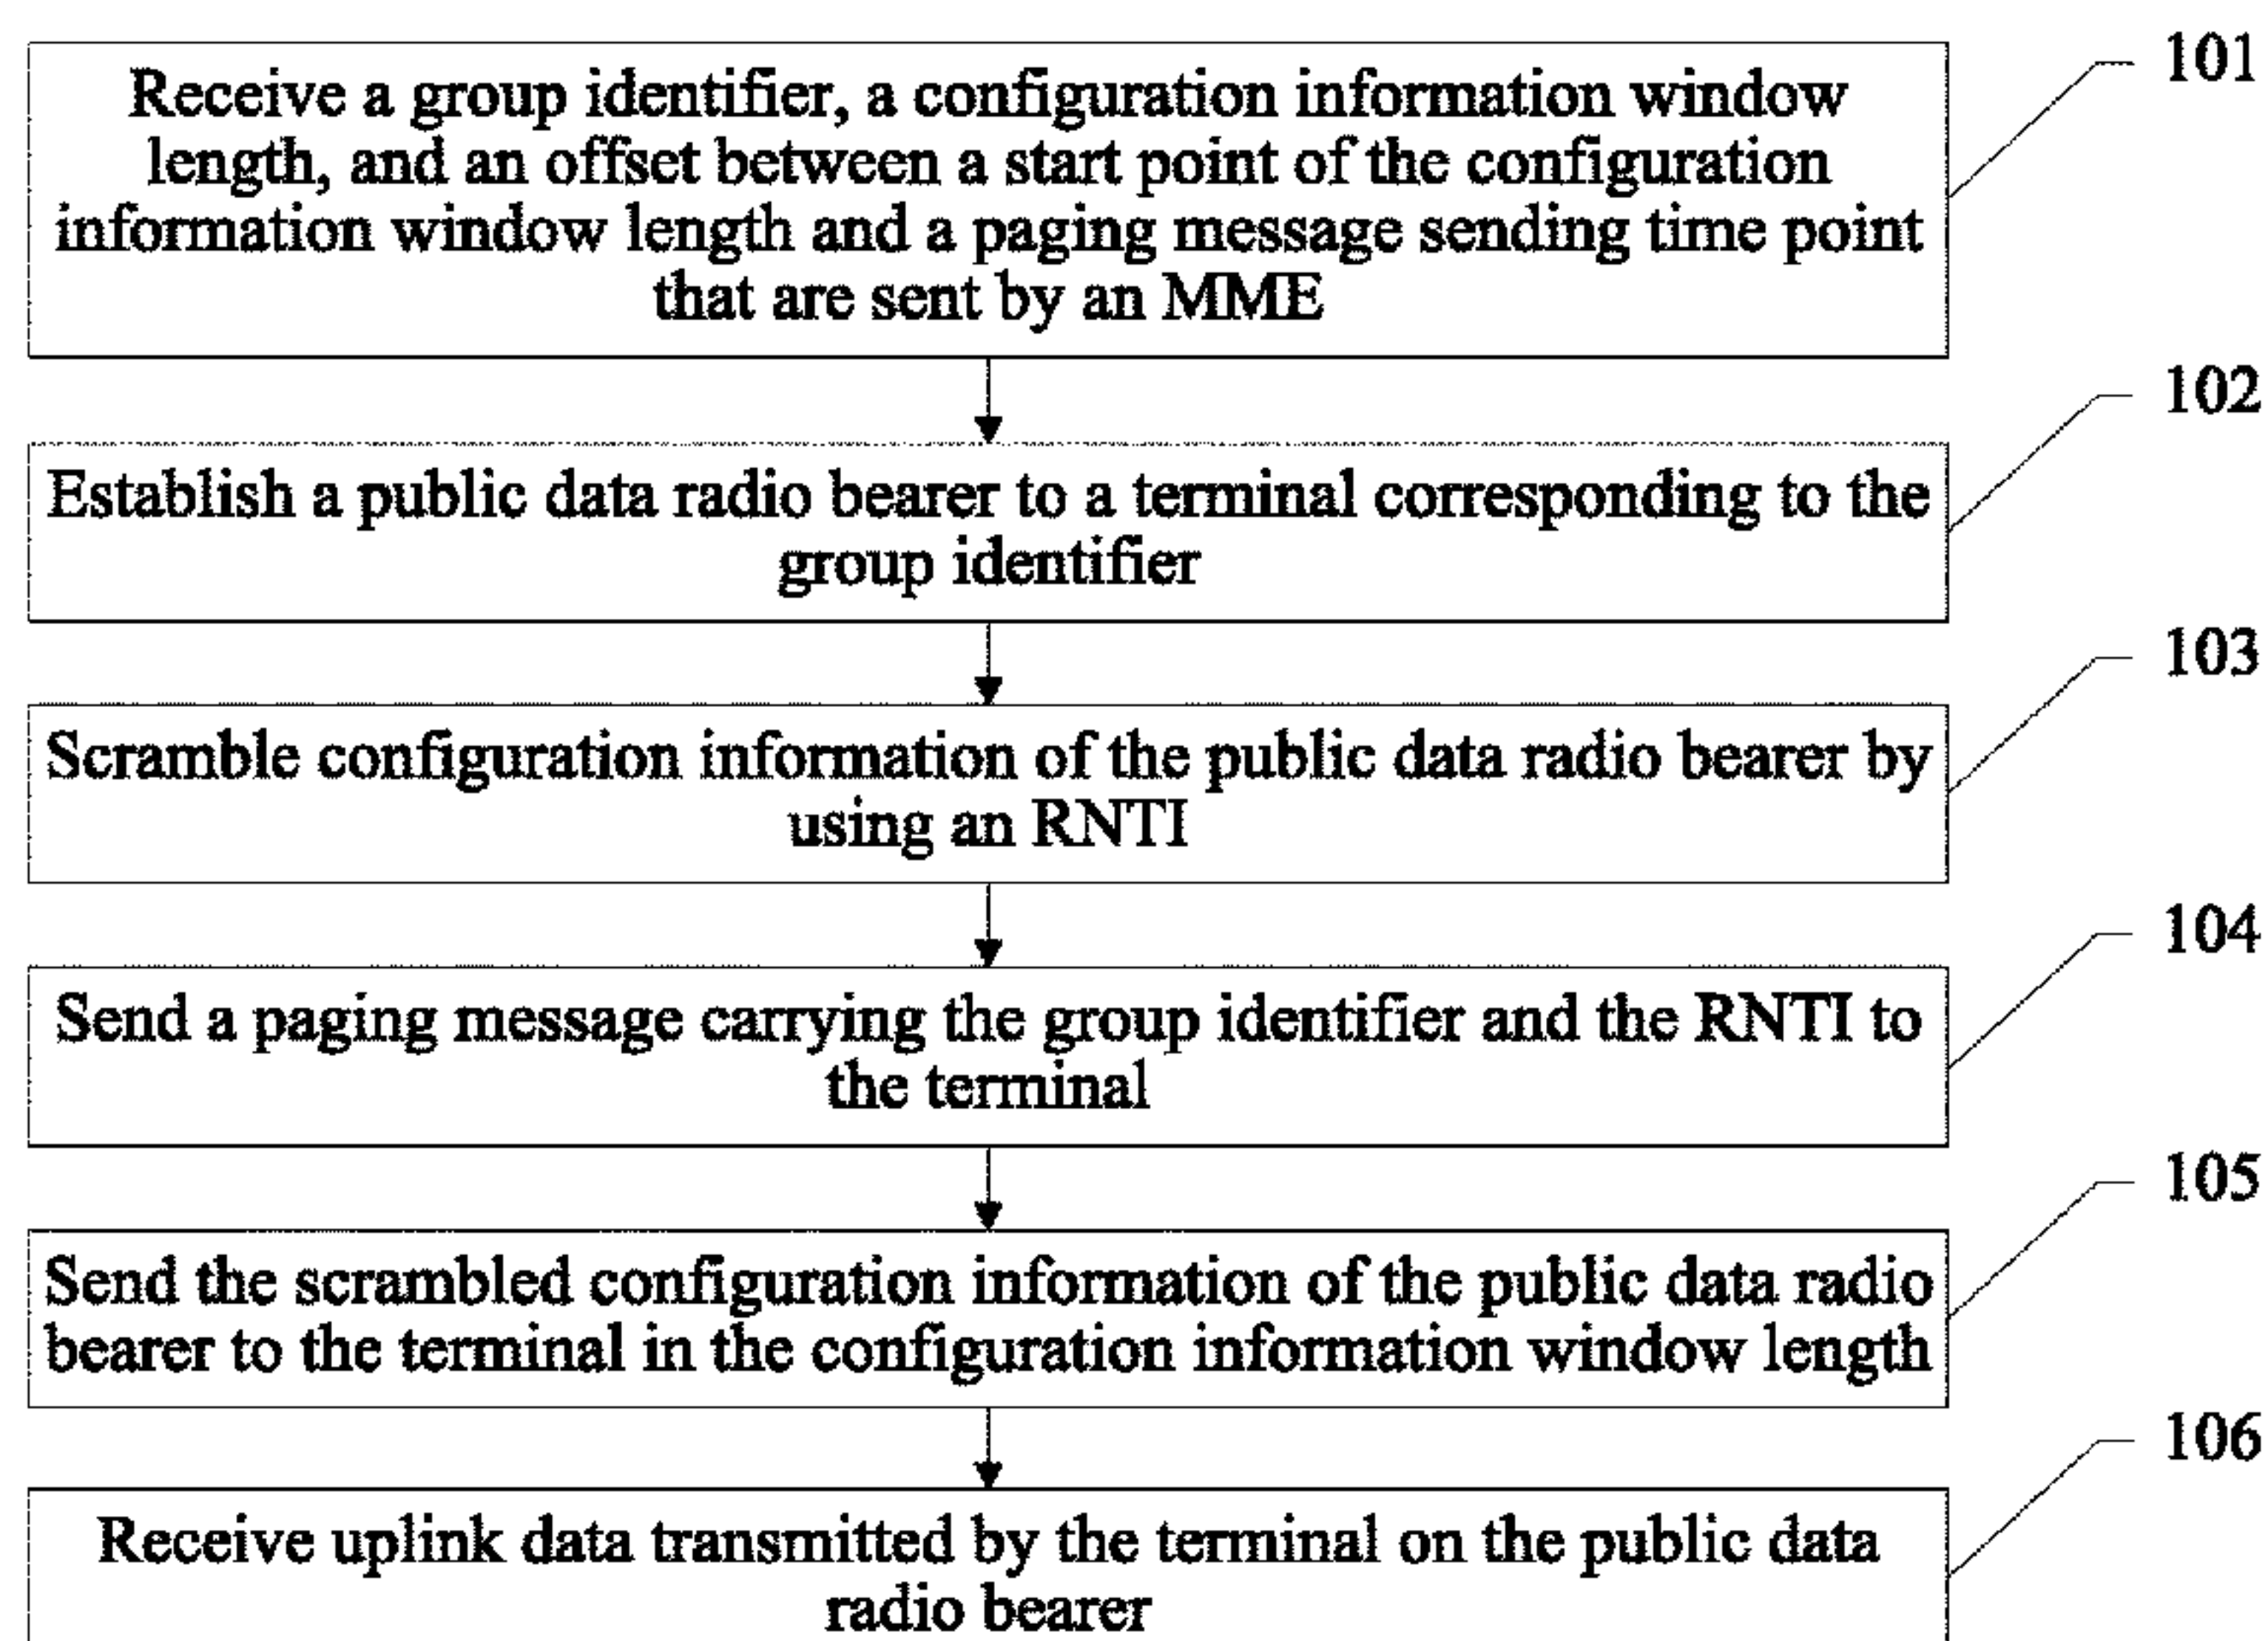 101
Receive a group identifier, a configuration information window
length, and an offset between a start point of the configuration
information window length and a paging message sending time point
that are sent by an MME
102
Establish a public data radio bearer to a terminal corresponding to the
group identifier
103
Scramble configuration information of the public data radio bearer by
using an RNTI
104
Send a paging message carrying the group identifier and the RNTI to
the terminal
105
Send the scrambled configuration information of the public data radio
bearer to the terminal in the configuration information window length
106
Receive uplink data transmitted by the terminal on the public data
radio bearer